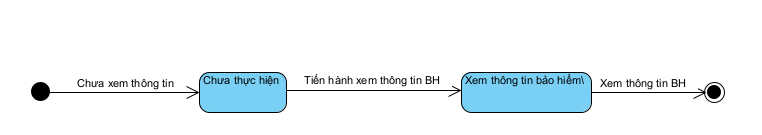 Chưa xem thông tin
Chưa thực hiện
Tiến hành xem thông tin BH
Xem thông tin bảo hiểm\
Xem thông tin BH